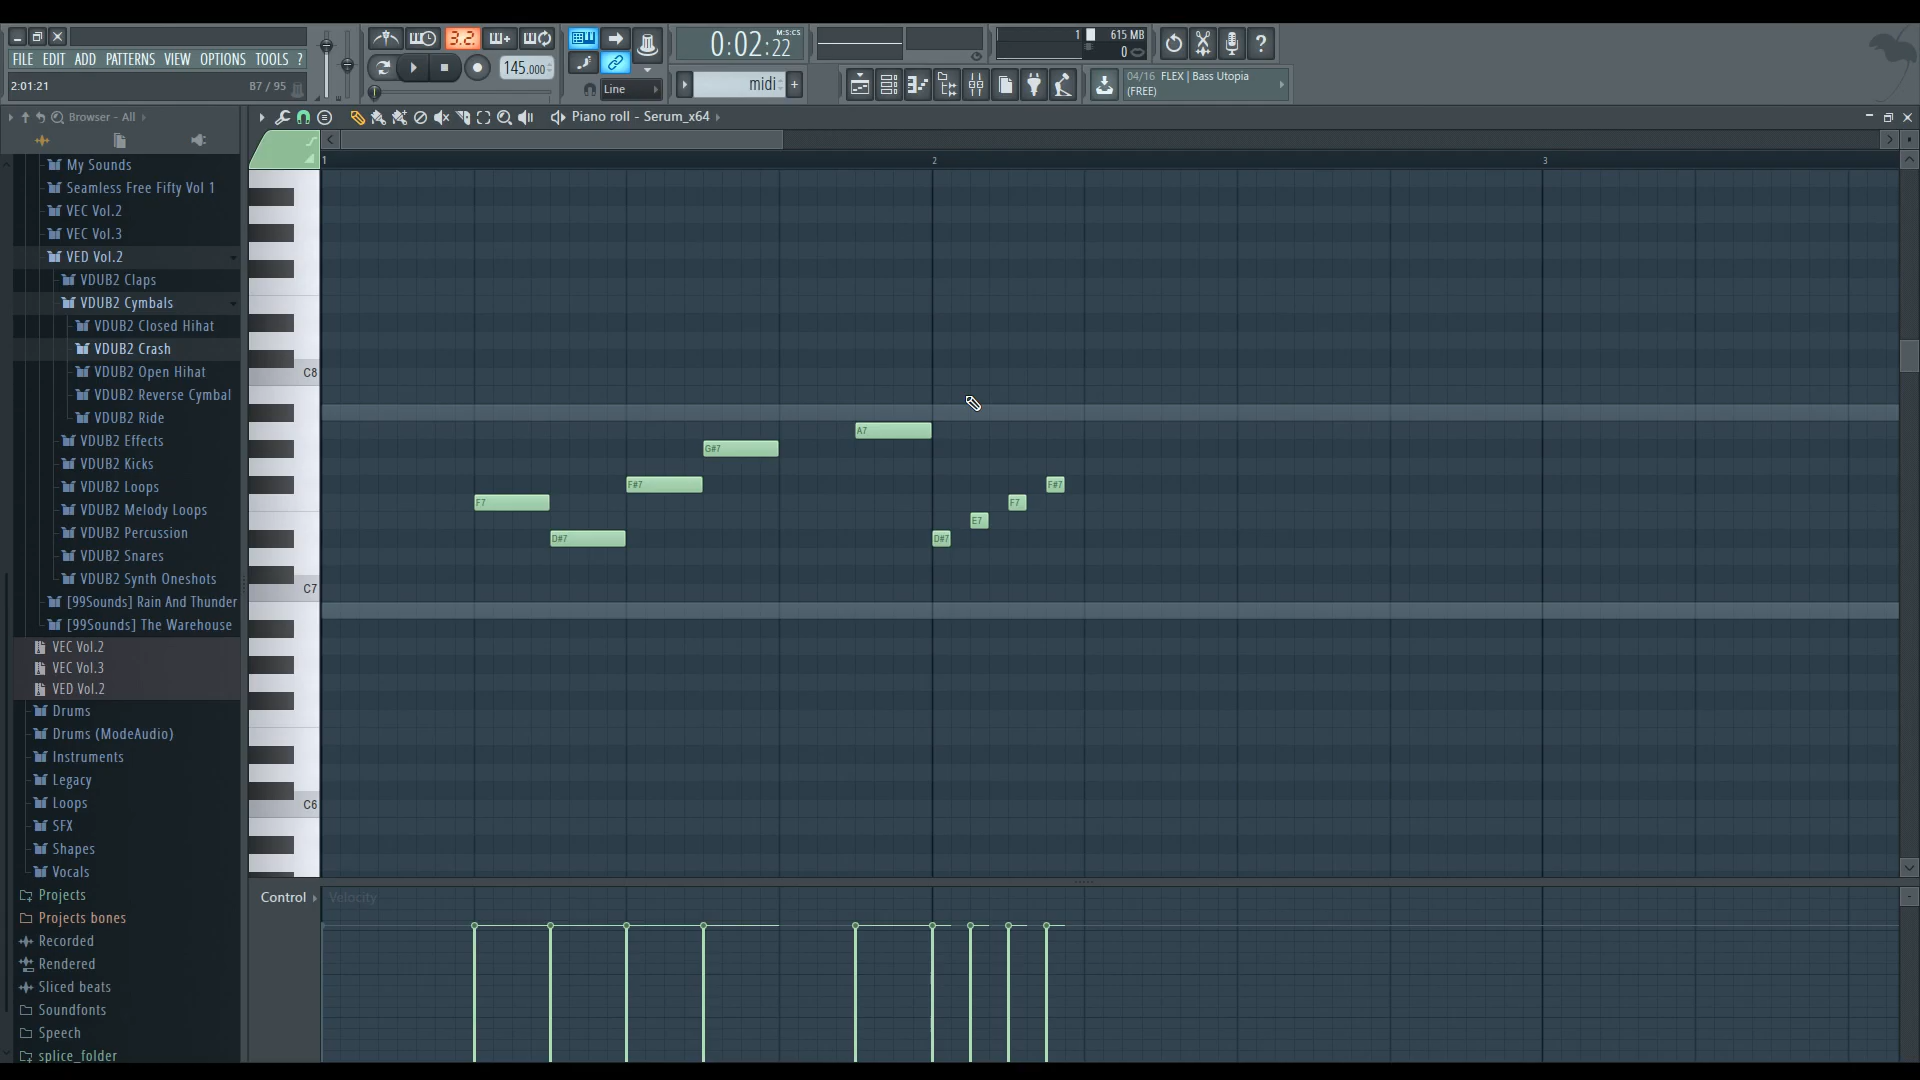 FILE EDIT ADD PATTERNS VIEW OPTIONS TOOLS ?
2:01:21 B7 / 95
3.2.
145.000
Line
0:02:22
M:S:CS
midi
1 615 MB
0
04/16 FLEX | Bass Utopia
(FREE)
Browser - All
Piano roll - Serum_x64
1 2 3
My Sounds
Seamless Free Fifty Vol 1
VEC Vol.2
VEC Vol.3
VED Vol.2
VDUB2 Claps
VDUB2 Cymbals
VDUB2 Closed Hihat
VDUB2 Crash
VDUB2 Open Hihat
VDUB2 Reverse Cymbal
VDUB2 Ride
VDUB2 Effects
VDUB2 Kicks
VDUB2 Loops
VDUB2 Melody Loops
VDUB2 Percussion
VDUB2 Snares
VDUB2 Synth Oneshots
[99Sounds] Rain And Thunder
[99Sounds] The Warehouse
VEC Vol.2
VEC Vol.3
VED Vol.2
Drums
Drums (ModeAudio)
Instruments
Legacy
Loops
SFX
Shapes
Vocals
Projects
Projects bones
Recorded
Rendered
Sliced beats
Soundfonts
Speech
splice_folder
C8
A7
G#7
F#7 F#7
F7 F7
E7
D#7 D#7
C7
C6
Control Velocity